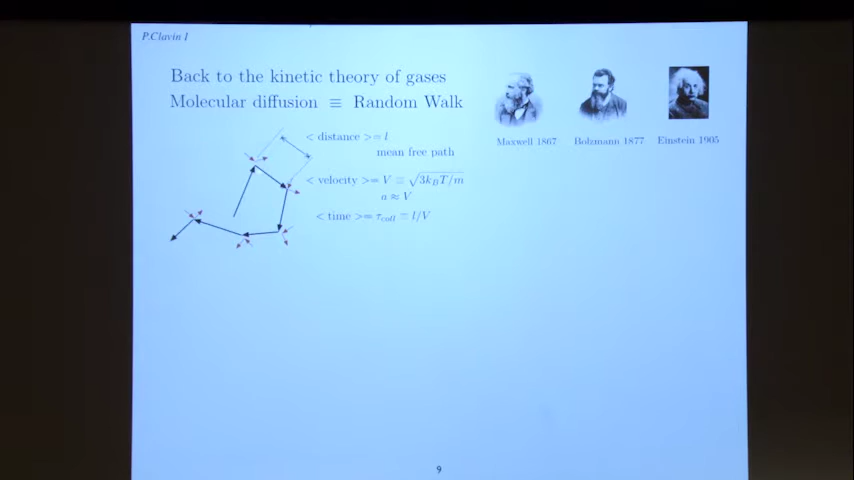 P.Clavin I
Back to the kinetic theory of gases
Molecular diffusion ≡ Random Walk
< distance >= l
mean free path
< velocity >= V ≡ √3k_BT/m
a ≈ V
< time >= τ_coll ≡ l/V
Maxwell 1867
Bolzmann 1877
Einstein 1905
9